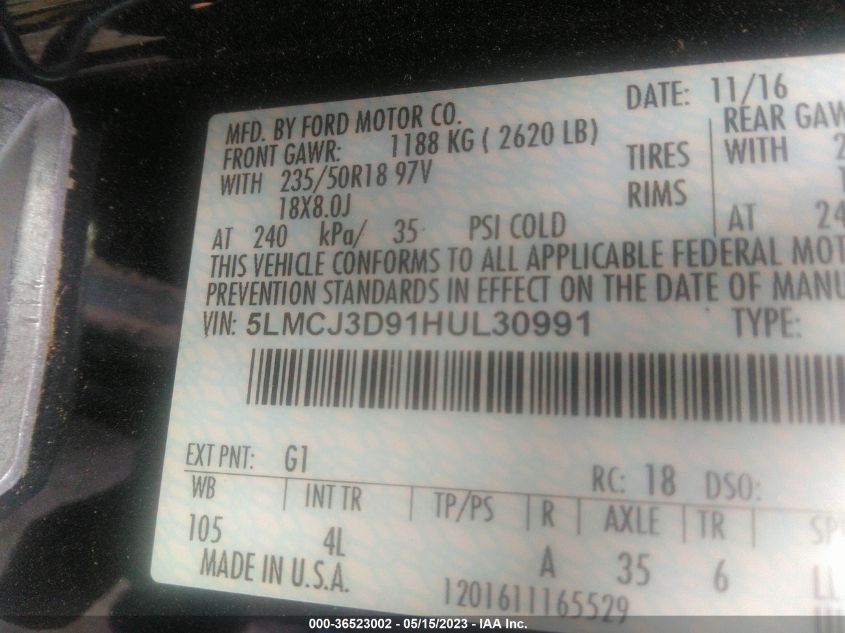 DATE: 11/16
MFD. BY FORD MOTOR CO.
FRONT GAWR: 1188 KG ( 2620 LB) REAR GAW
WITH 235/50R18 97V TIRES WITH 2
18X8.0J RIMS
AT 240 kPa/ 35 PSI COLD AT 24
THIS VEHICLE CONFORMS TO ALL APPLICABLE FEDERAL MOT
PREVENTION STANDARDS IN EFFECT ON THE DATE OF MANU
VIN: 5LMCJ3D91HUL30991 TYPE:
EXT PNT: G1 RC: 18 DSO:
WB INT TR TP/PS R AXLE TR SP
105 4L A 35 6 LL
MADE IN U.S.A. 1201611165529
000-36523002 - 05/15/2023 - IAA Inc.